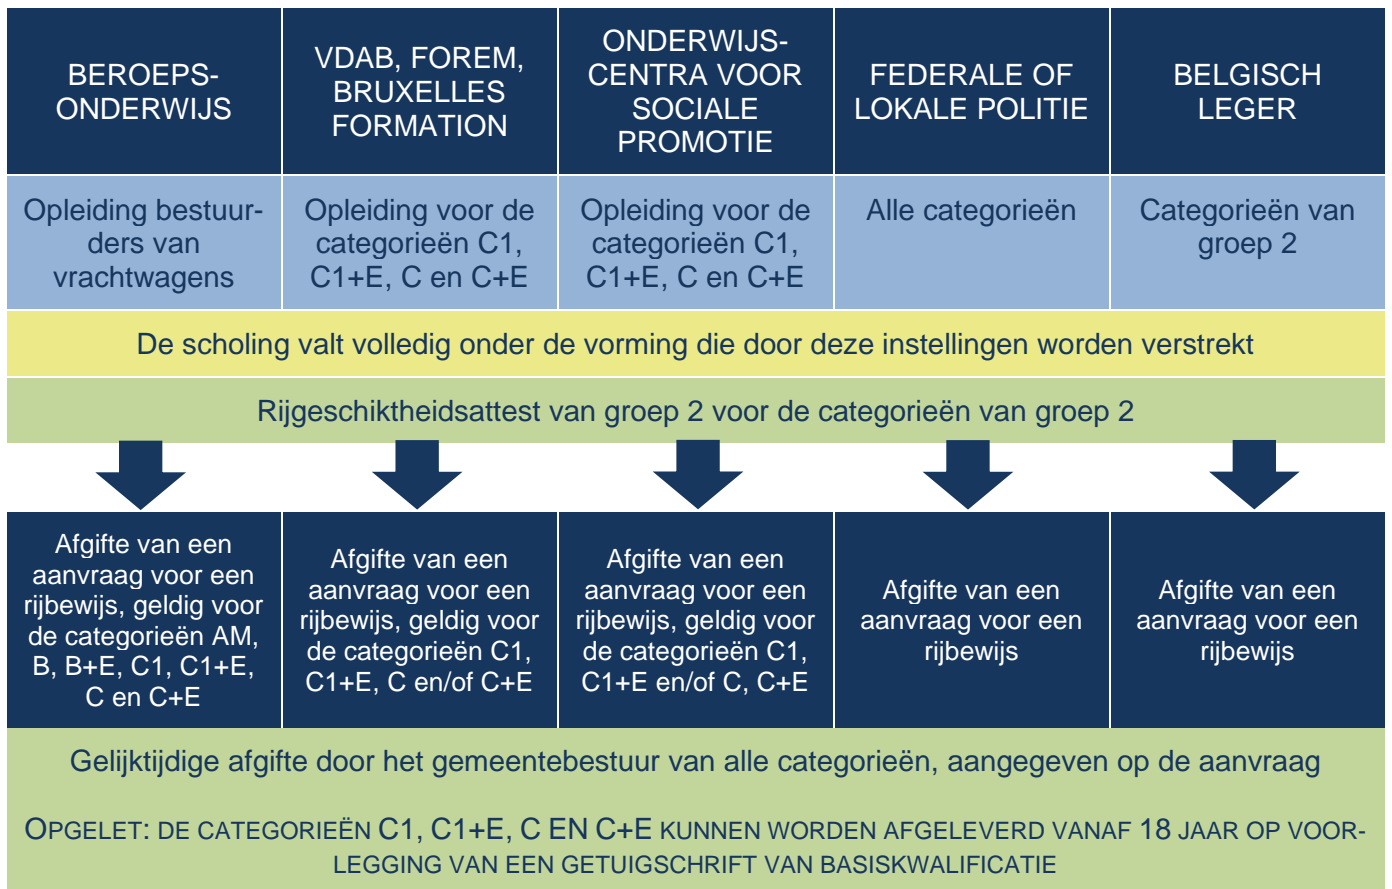 BEROEPS-
ONDERWIJS
VDAB, FOREM,
BRUXELLES
FORMATION
ONDERWIJS-
CENTRA VOOR
SOCIALE
PROMOTIE
FEDERALE OF
LOKALE POLITIE
BELGISCH
LEGER
Opleiding bestuur-
ders van
vrachtwagens
Opleiding voor de
categorieën C1,
C1+E, C en C+E
Opleiding voor de
categorieën C1,
C1+E, C en C+E
Alle categorieën
Categorieën van
groep 2
De scholing valt volledig onder de vorming die door deze instellingen worden verstrekt
Rijgeschiktheidsattest van groep 2 voor de categorieën van groep 2
Afgifte van een
aanvraag voor een
rijbewijs, geldig voor
de categorieën AM,
B, B+E, C1, C1+E,
C en C+E
Afgifte van een
aanvraag voor een
rijbewijs, geldig voor
de categorieën C1,
C1+E, C en/of C+E
Afgifte van een
aanvraag voor een
rijbewijs, geldig voor
de categorieën C1,
C1+E en/of C, C+E
Afgifte van een
aanvraag voor een
rijbewijs
Afgifte van een
aanvraag voor een
rijbewijs
Gelijktijdige afgifte door het gemeentebestuur van alle categorieën, aangegeven op de aanvraag
OPGELET: DE CATEGORIEËN C1, C1+E, C EN C+E KUNNEN WORDEN AFGELEVERD VANAF 18 JAAR OP VOOR-
LEGGING VAN EEN GETUIGSCHRIFT VAN BASISKWALIFICATIE